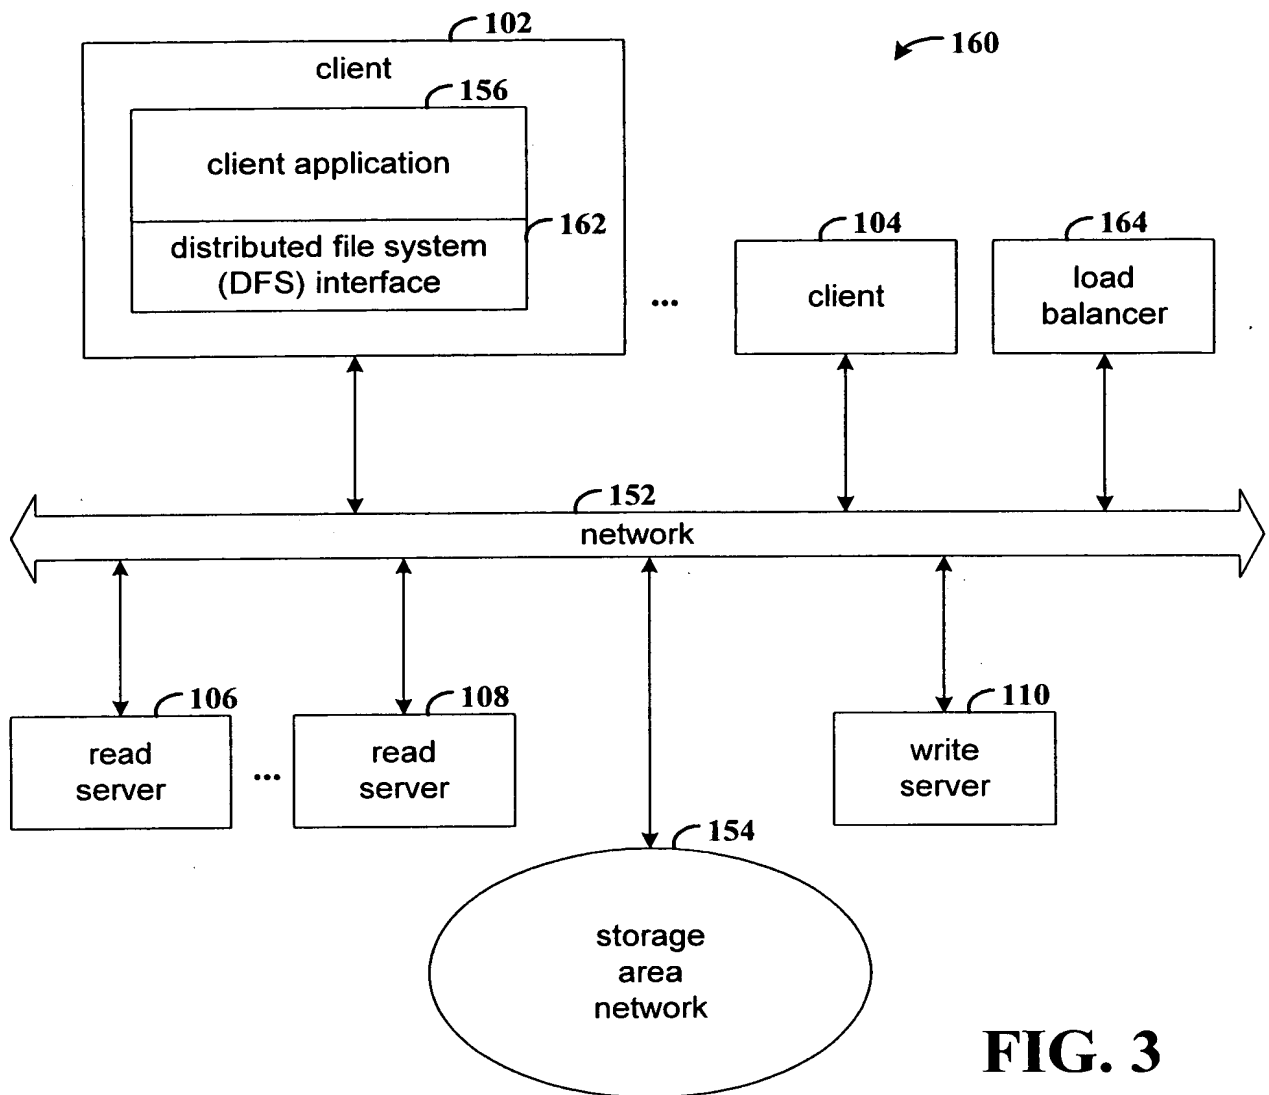 102
160
client
156
client application
162
distributed file system
(DFS) interface
...
104
client
164
load
balancer
152
network
106
read
server
...
108
read
server
110
write
server
154
storage
area
network
FIG. 3